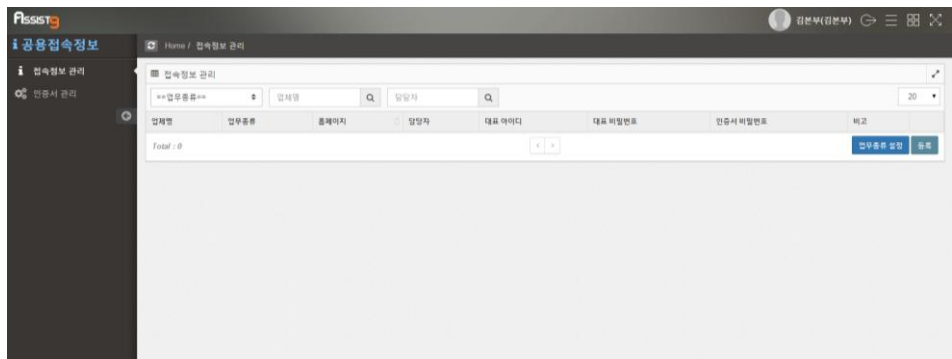 Assist9
김본부(김본부)
i 공용접속정보
Home / 접속정보 관리
i 접속정보 관리
인증서 관리
접속정보 관리
==업무종류== 업체명 담당자 20
업체명 업무종류 홈페이지 담당자 대표 아이디 대표 비밀번호 인증서 비밀번호 비고
Total : 0 < > 업무종류 설정 등록